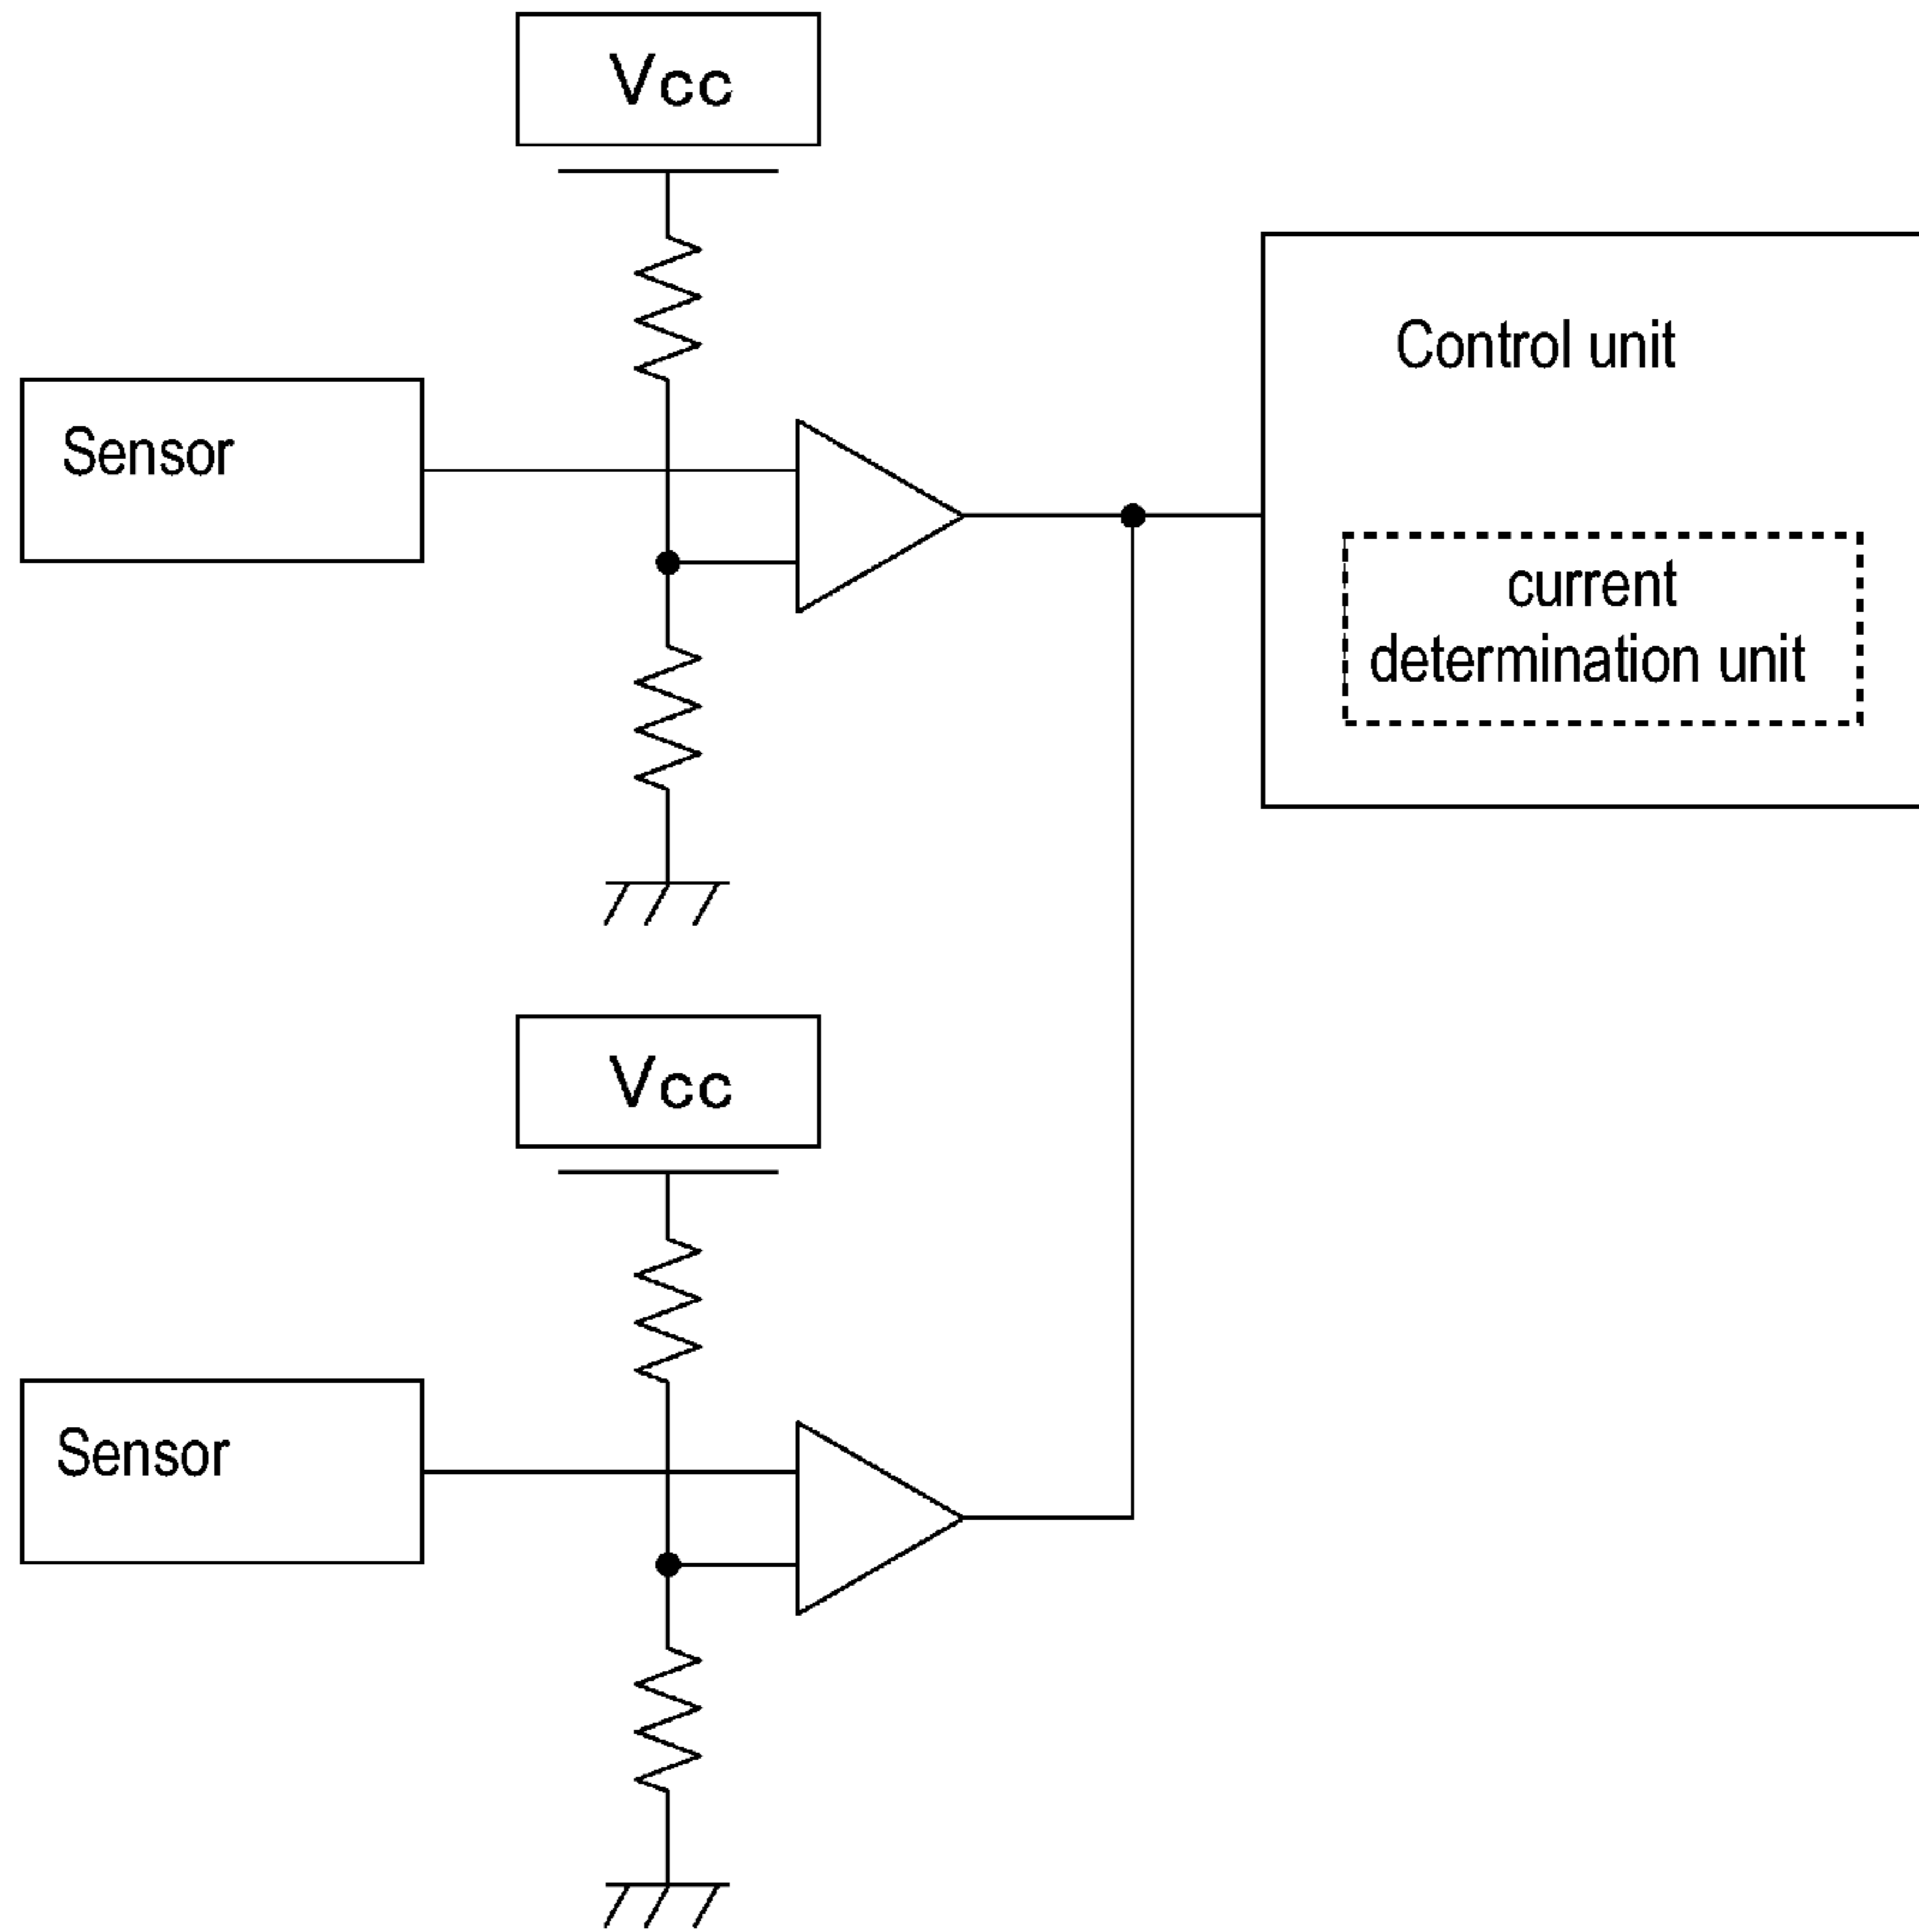 Vcc
Control unit
Sensor
current
determination unit
Vcc
Sensor